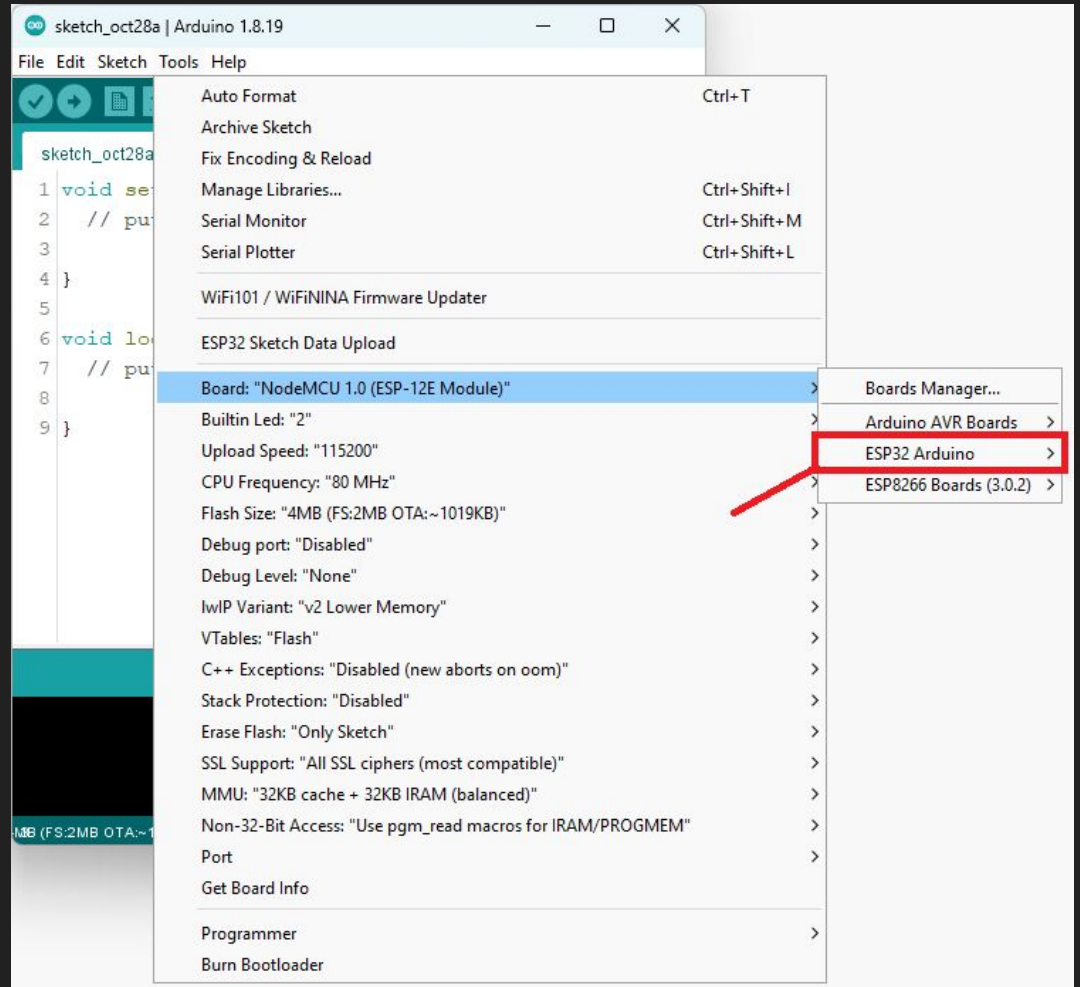 sketch_oct28a | Arduino 1.8.19
File Edit Sketch Tools Help
sketch_oct28a
1 void se
2 // pu
3
4 }
5
6 void lo
7 // pu
8
9 }
Auto Format Ctrl+T
Archive Sketch
Fix Encoding & Reload
Manage Libraries... Ctrl+Shift+I
Serial Monitor Ctrl+Shift+M
Serial Plotter Ctrl+Shift+L
WiFi101 / WiFiNINA Firmware Updater
ESP32 Sketch Data Upload
Board: "NodeMCU 1.0 (ESP-12E Module)"
Builtin Led: "2"
Upload Speed: "115200"
CPU Frequency: "80 MHz"
Flash Size: "4MB (FS:2MB OTA:~1019KB)"
Debug port: "Disabled"
Debug Level: "None"
lwIP Variant: "v2 Lower Memory"
VTables: "Flash"
C++ Exceptions: "Disabled (new aborts on oom)"
Stack Protection: "Disabled"
Erase Flash: "Only Sketch"
SSL Support: "All SSL ciphers (most compatible)"
MMU: "32KB cache + 32KB IRAM (balanced)"
Non-32-Bit Access: "Use pgm_read macros for IRAM/PROGMEM"
Port
Get Board Info
Programmer
Burn Bootloader
Boards Manager...
Arduino AVR Boards
ESP32 Arduino
ESP8266 Boards (3.0.2)
(FS:2MB OTA:~1